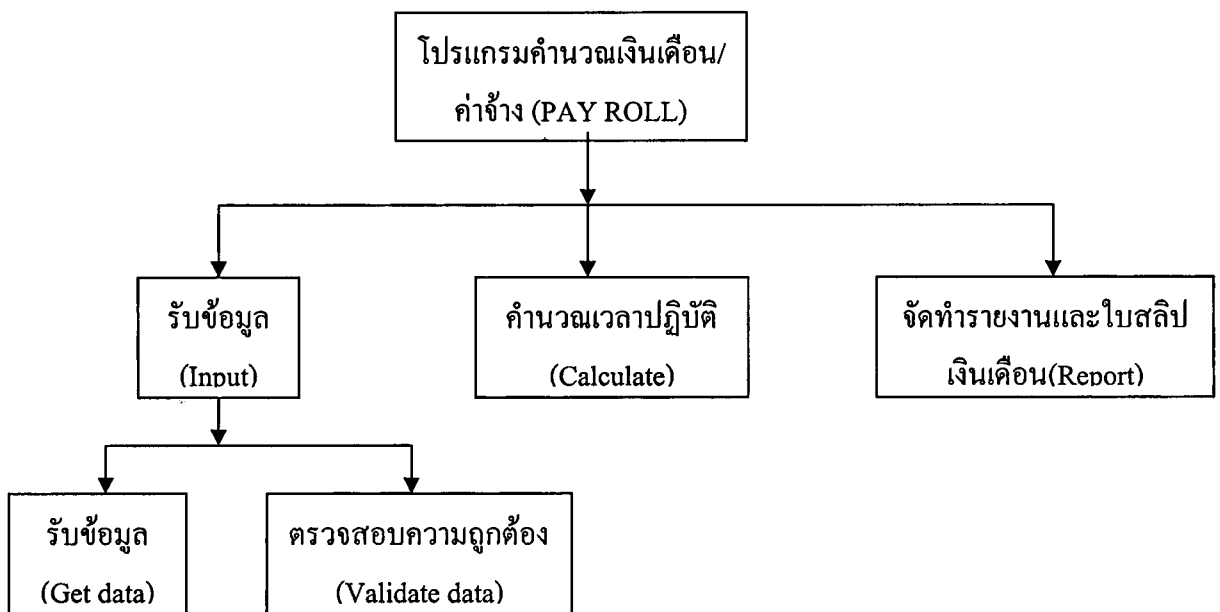 โปรแกรมคำนวณเงินเดือน/
ค่าจ้าง (PAY ROLL)
รับข้อมูล
(Input)
คำนวณเวลาปฏิบัติ
(Calculate)
จัดทำรายงานและใบสลิป
เงินเดือน(Report)
รับข้อมูล
(Get data)
ตรวจสอบความถูกต้อง
(Validate data)